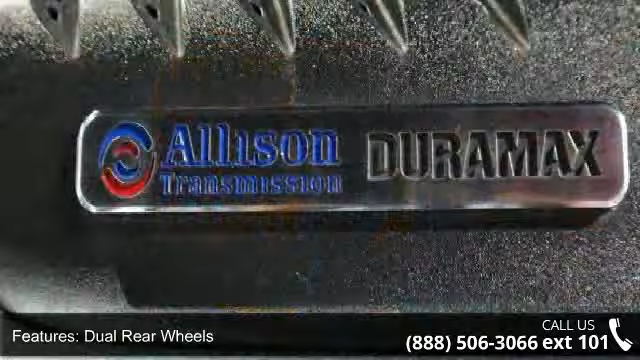 Allison
Transmission
DURAMAX
Features: Dual Rear Wheels
CALL US
(888) 506-3066 ext 101